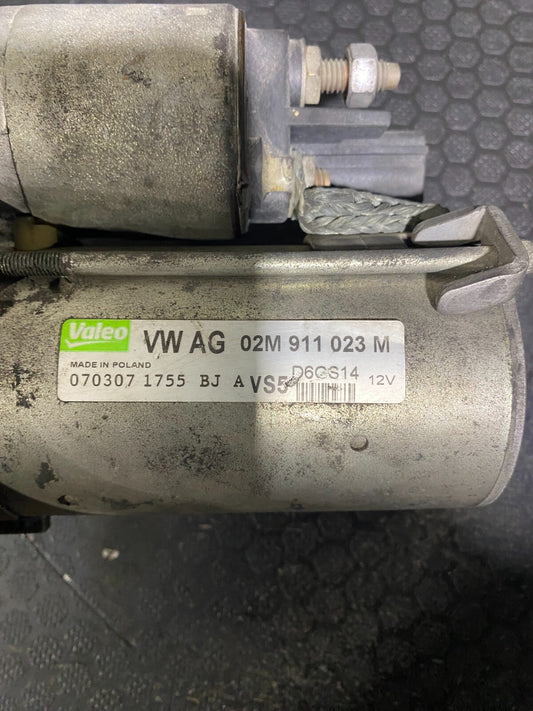 Valeo VW AG 02M 911 023 M
MADE IN POLAND
070307 1755 BJ A VS5 D6GS14 12V